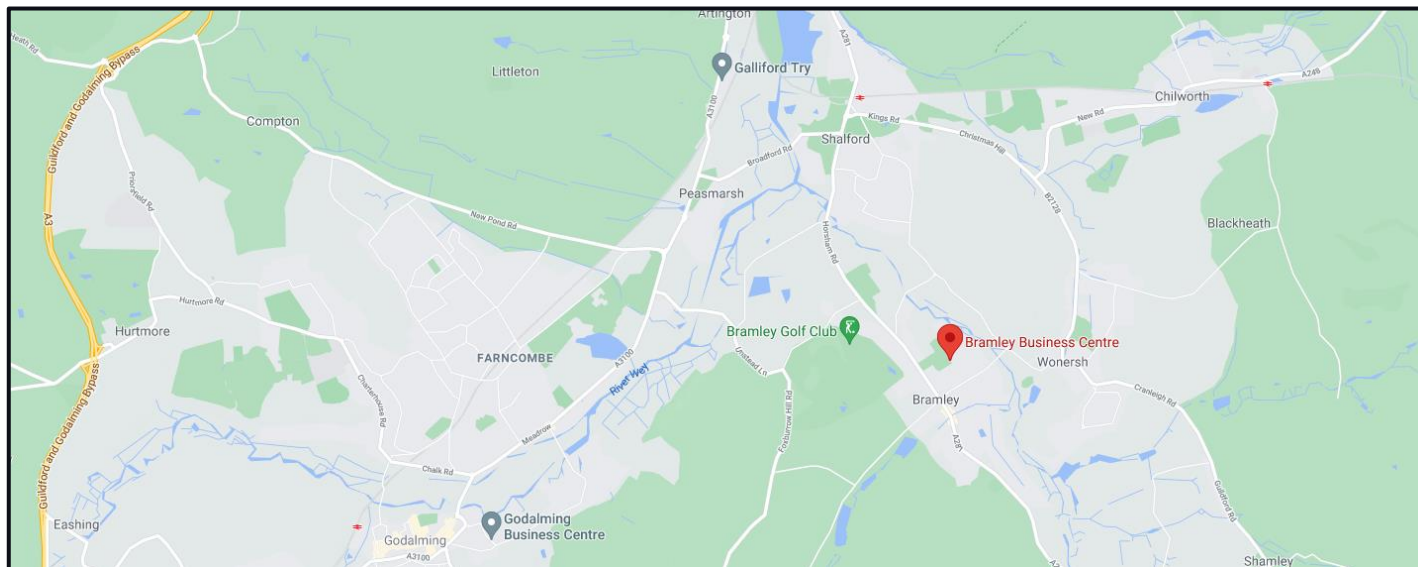 Artington
Heath Rd
Guildford and Godalming Bypass
Littleton
Galliford Try
A281
A248
Chilworth
A3100
Compton
Kings Rd
New Rd
Shalford
Christmas Hill
Broadford Rd
Priorsfield Rd
Peasmarsh
B2128
A3
New Pond Rd
Blackheath
Horsham Rd
Hurtmore Rd
Hurtmore
Bramley Golf Club
Bramley Business Centre
FARNCOMBE
A3100
Unstead Ln
Wonersh
River Wey
Charterhouse Rd
Cranleigh Rd
Bramley
Guildford and Godalming Bypass
Foxburrow Hill Rd
Meadrow
A281
Chalk Rd
Guildford Rd
Godalming
Business Centre
Eashing
Godalming
A3100
Shamley